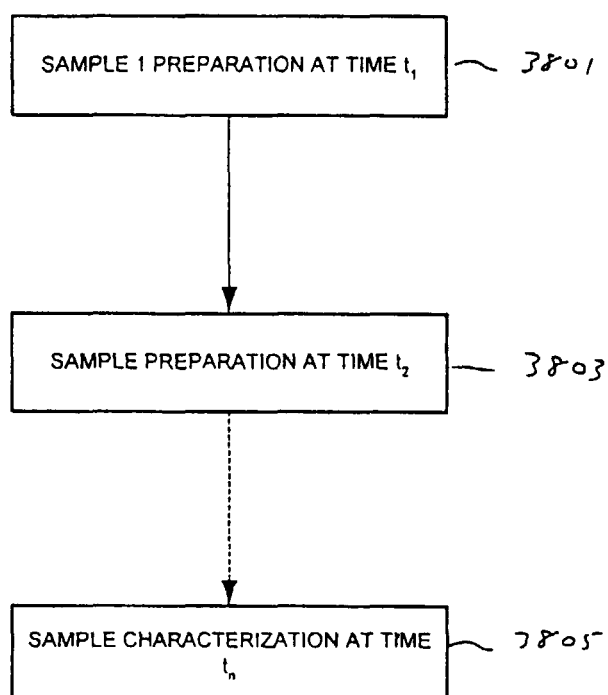 SAMPLE 1 PREPARATION AT TIME t₁
3801
SAMPLE PREPARATION AT TIME t₂
3803
SAMPLE CHARACTERIZATION AT TIME
tₙ
3805